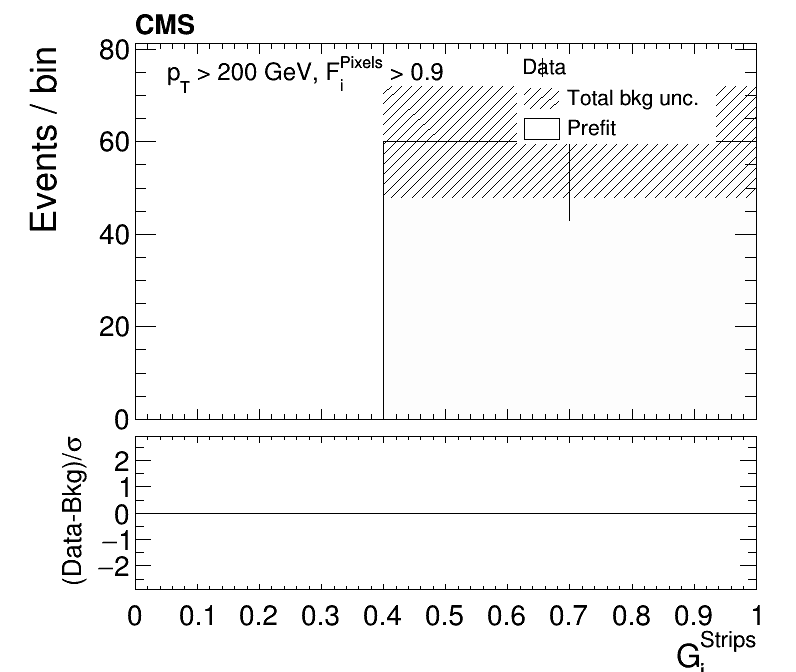 CMS
p_T > 200 GeV, F_i^Pixels > 0.9
Data
Total bkg unc.
Prefit
Events / bin
80
60
40
20
0
(Data-Bkg)/σ
2
1
0
−1
−2
0 0.1 0.2 0.3 0.4 0.5 0.6 0.7 0.8 0.9 1
G_i^Strips